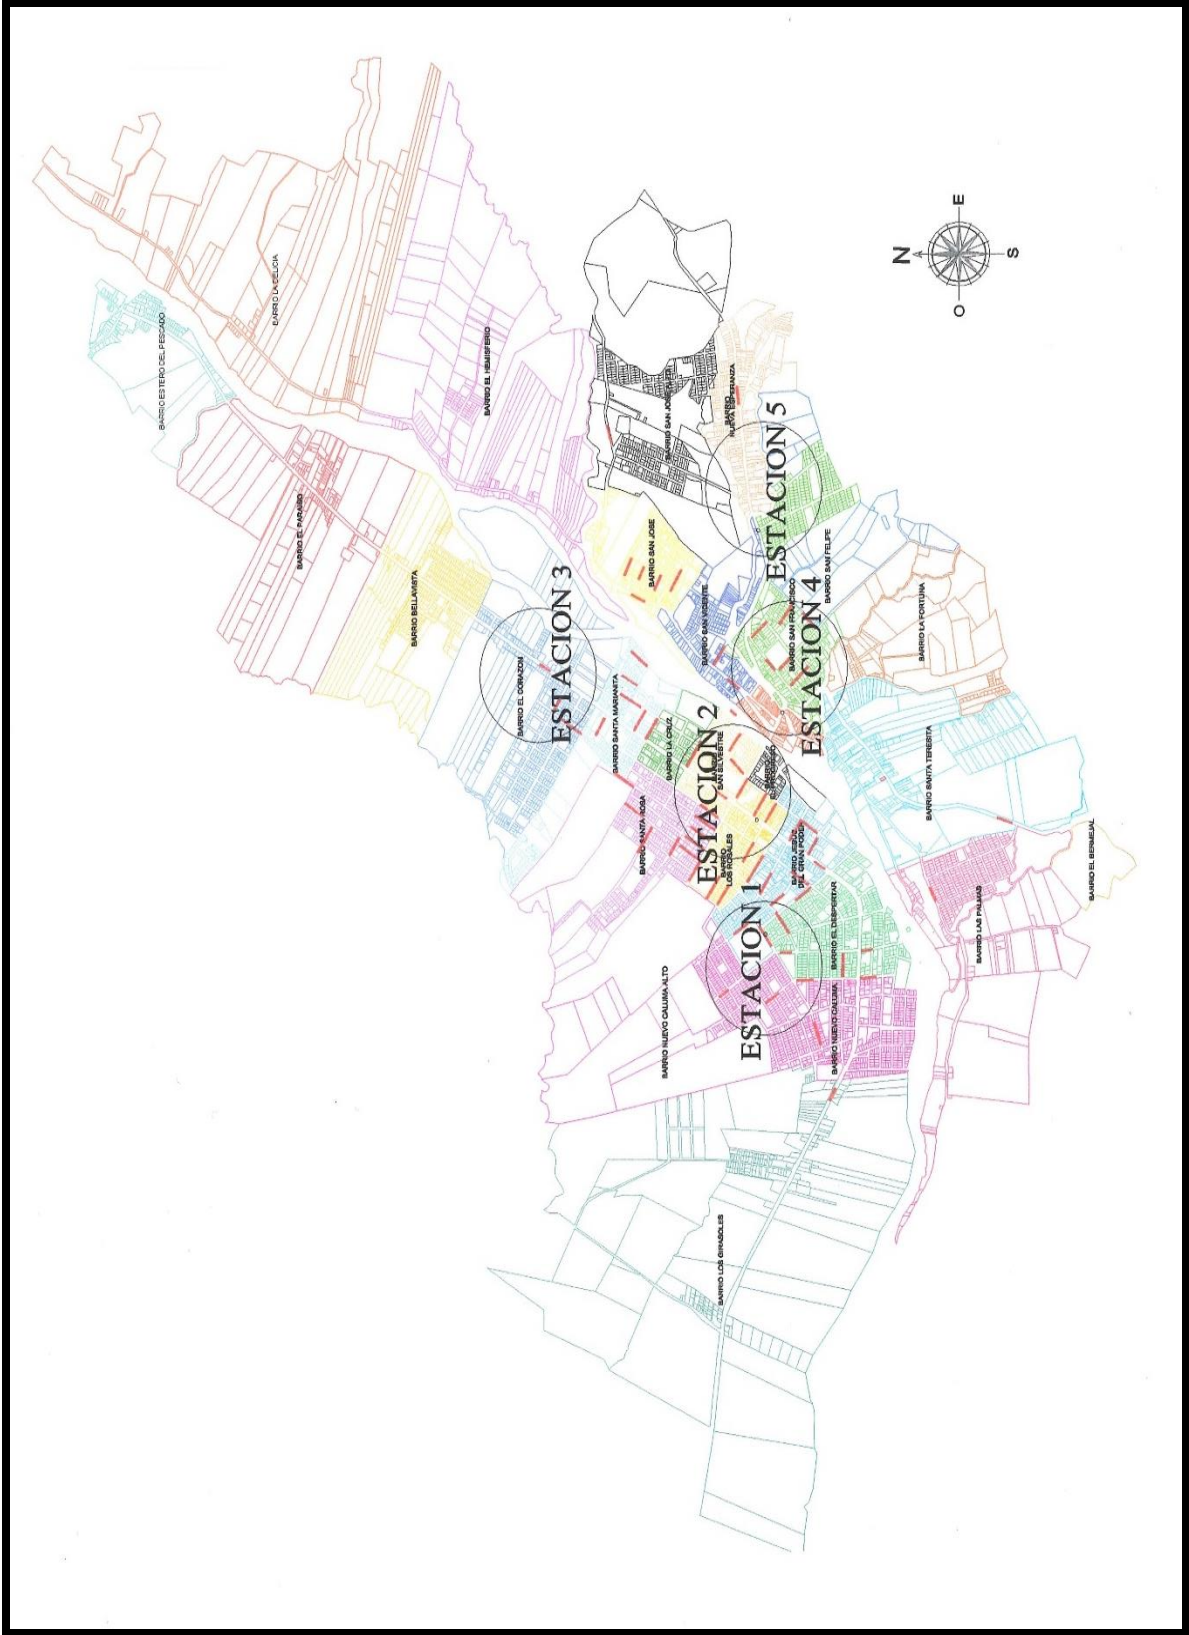 BARRIO ESTERO DEL PESCADO
BARRIO LA DELICIA
BARRIO EL PARAISO
BARRIO EL HEMISFERIO
BARRIO BELLAVISTA
BARRIO EL CORAZON
ESTACION 3
BARRIO SANTA MARIANITA
BARRIO SAN JOSE
BARRIO
NUEVA ESPERANZA
ESTACION 5
BARRIO SAN VICENTE
BARRIO SAN FRANCISCO
BARRIO SAN FELIPE
ESTACION 4
BARRIO LA FORTUNA
BARRIO LA CRUZ
SAN SILVESTRE
ESTACION 2
BARRIO SANTA ROSA
BARRIO
LOS ROSALES
BARRIO
BARRIO JESUS
DEL GRAN PODER
BARRIO SANTA TERESITA
BARRIO EL BERMEJAL
BARRIO LAS PALMAS
BARRIO EL DESPERTAR
ESTACION 1
BARRIO NUEVO CALUMA ALTO
BARRIO NUEVO CALUMA
BARRIO LOS GIRASOLES
N
E
S
O